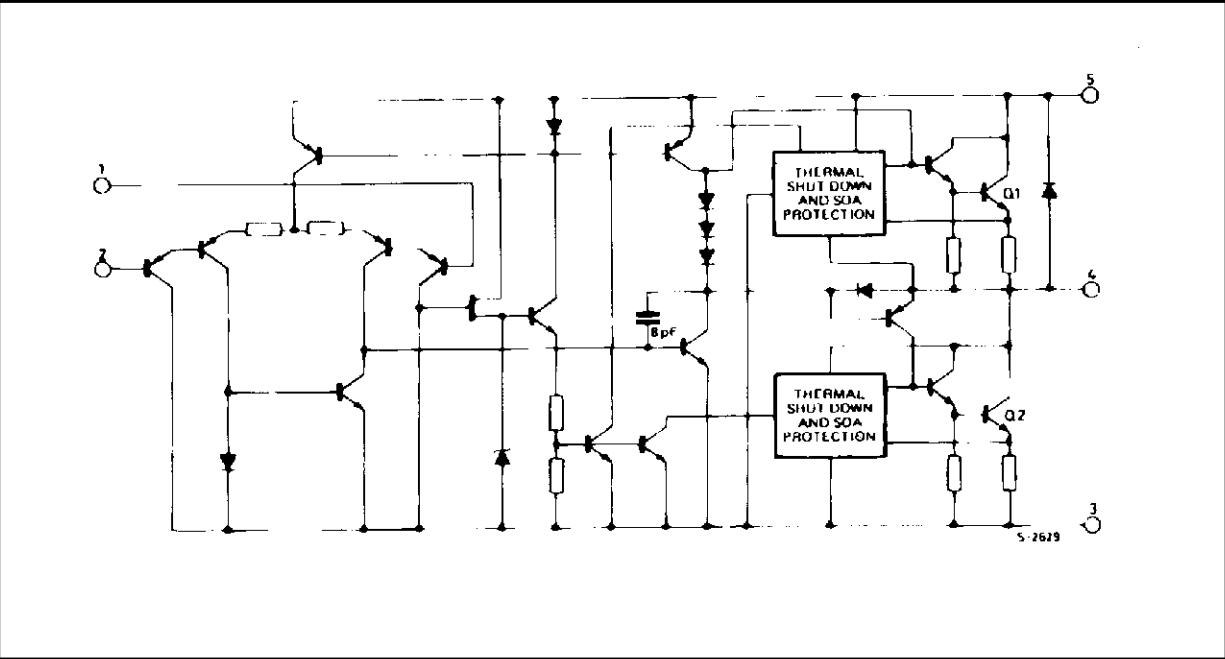 5
1
THERMAL
SHUT DOWN
AND SOA
PROTECTION
Q1
2
4
8pf
THERMAL
SHUT DOWN
AND SOA
PROTECTION
Q2
3
S-2629